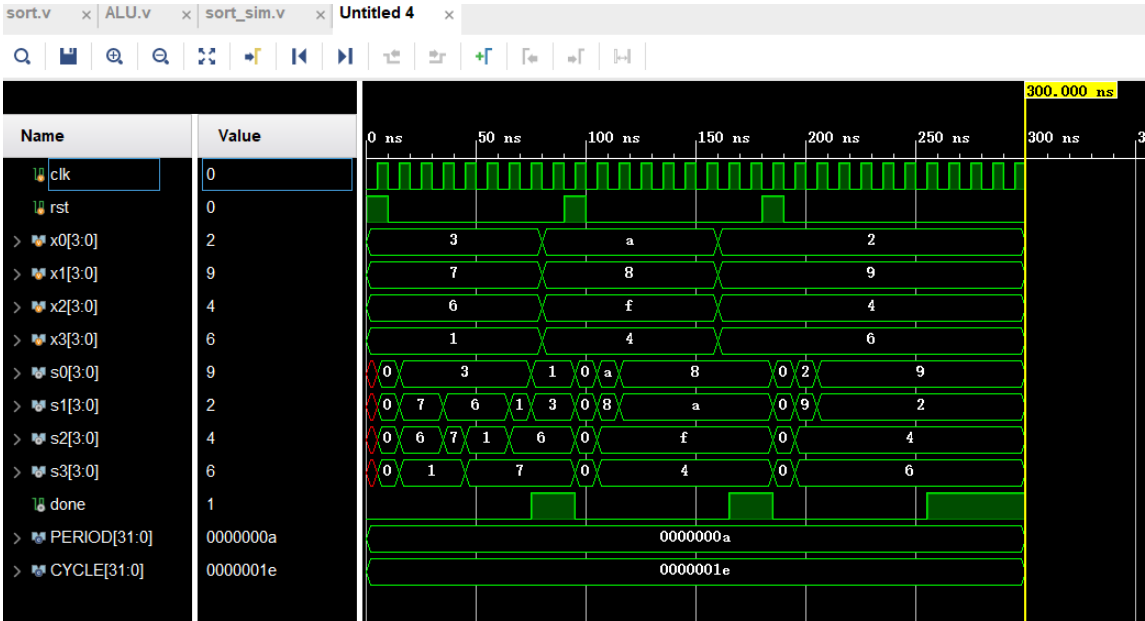 sort.v × ALU.v × sort_sim.v × Untitled 4 ×
300.000 ns
Name Value 0 ns 50 ns 100 ns 150 ns 200 ns 250 ns 300 ns 3
clk 0
rst 0
x0[3:0] 2 3 a 2
x1[3:0] 9 7 8 9
x2[3:0] 4 6 f 4
x3[3:0] 6 1 4 6
s0[3:0] 9 0 3 1 0 a 8 0 2 9
s1[3:0] 2 0 7 6 1 3 0 8 a 0 9 2
s2[3:0] 4 0 6 7 1 6 0 f 0 4
s3[3:0] 6 0 1 7 0 4 0 6
done 1
PERIOD[31:0] 0000000a 0000000a
CYCLE[31:0] 0000001e 0000001e